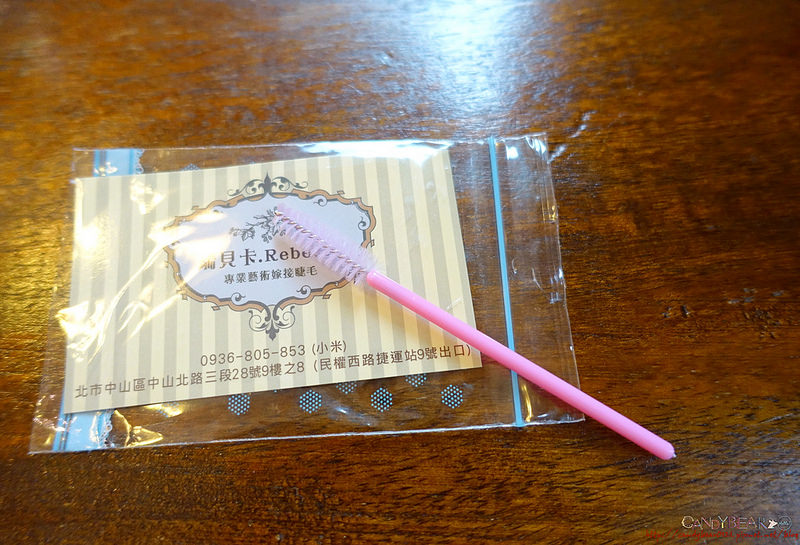 貝卡.Rebe
專業藝術嫁接睫毛
0936-805-853 (小米)
北市中山區中山北路三段28號9樓之8 (民權西路捷運站9號出口)
CANDYBEAR